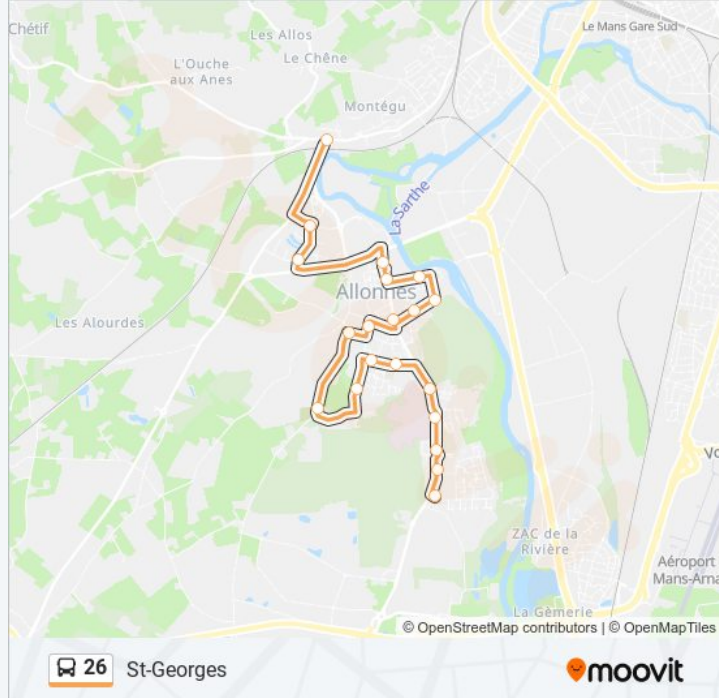 Le Mans Gare Sud
Chétif
Les Allos
Le Chêne
L'Ouche
aux Anes
Montégu
La Sarthe
Allonnes
Les Alourdes
Vo
ZAC de la
Rivière
Aéroport
Mans-Arna
La Gèmerie
© OpenStreetMap contributors | © OpenMapTiles
26 St-Georges
moovit